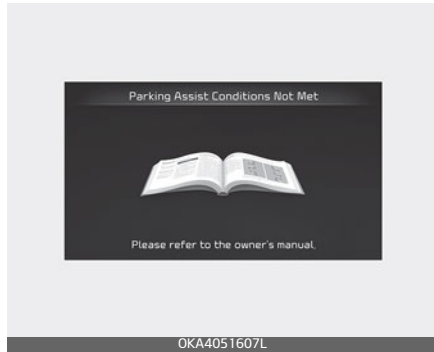 Parking Assist Conditions Not Met
Please refer to the owner's manual.
OKA4051607L